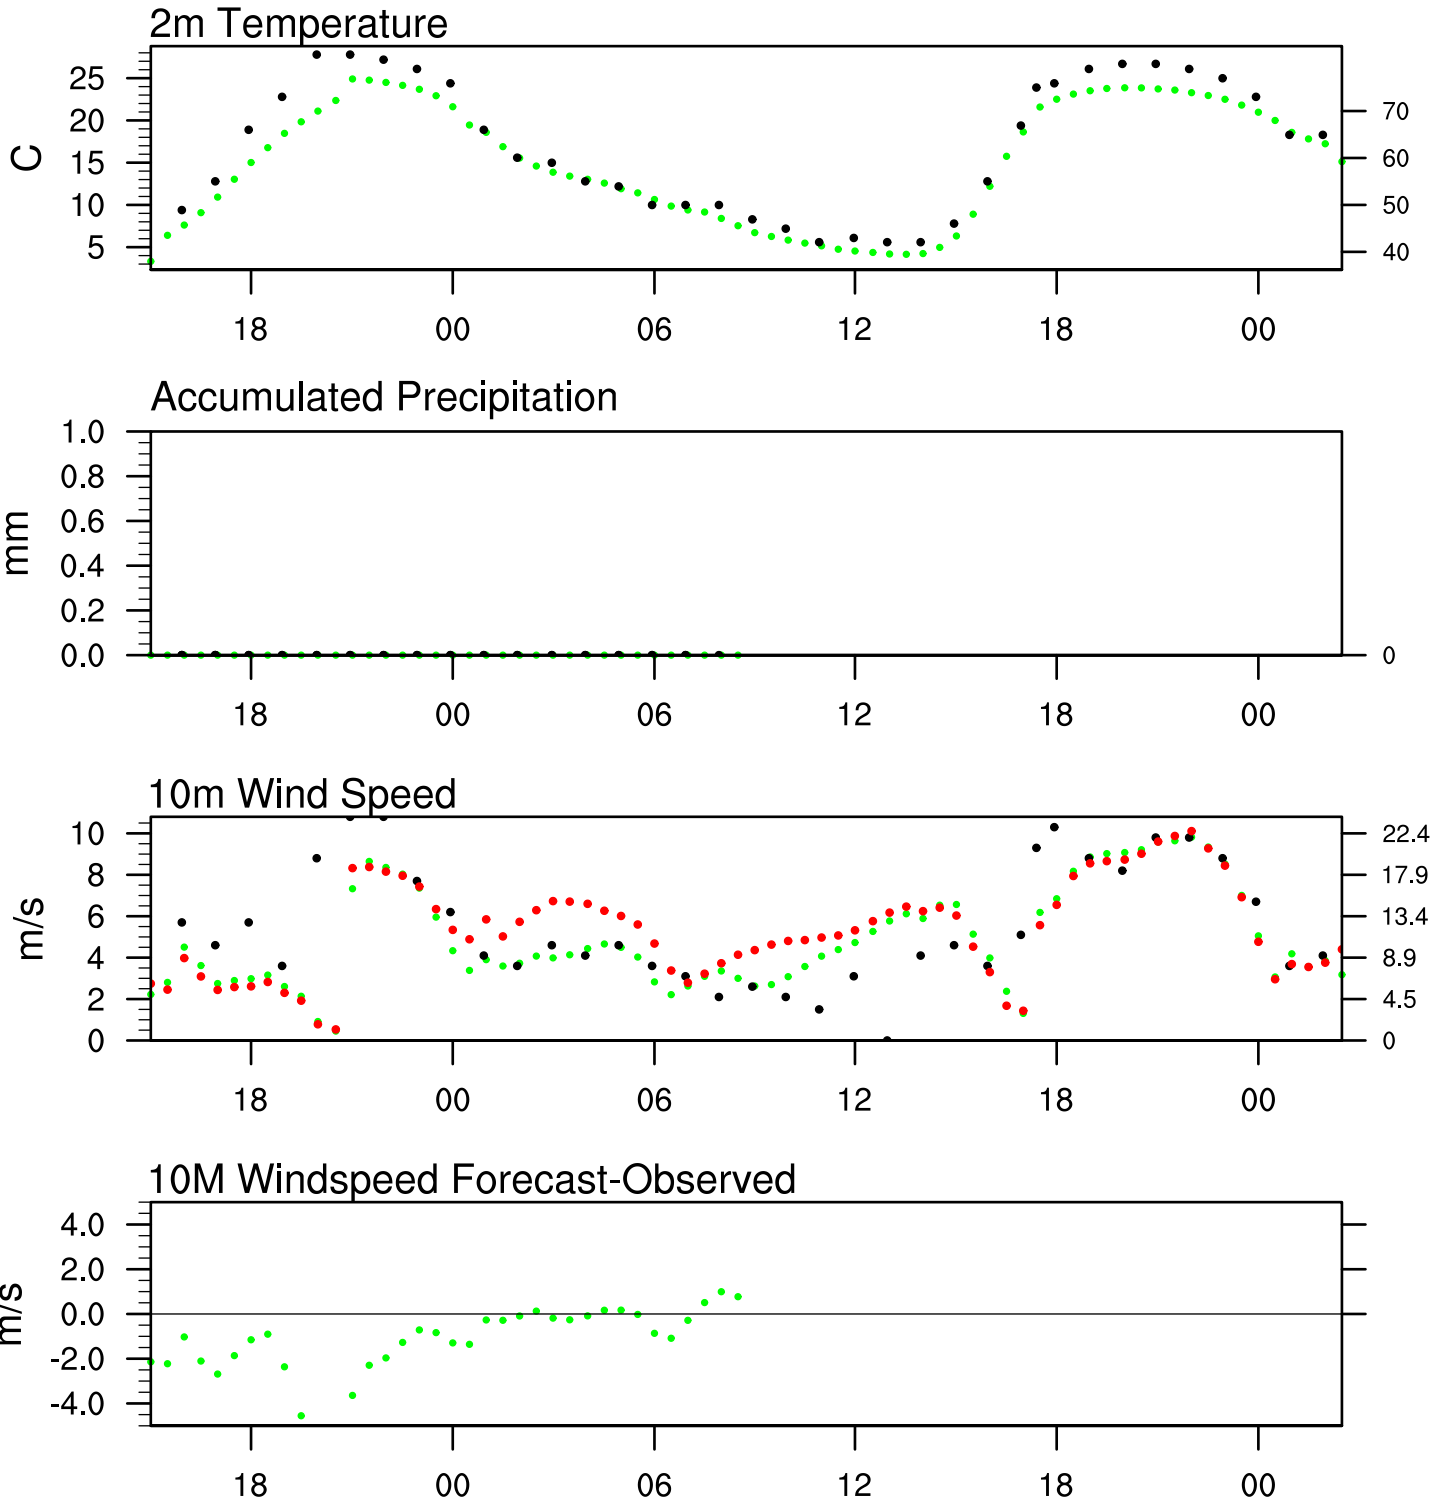 2m Temperature
C
25
20
15
10
5
70
60
50
40
18 00 06 12 18 00
Accumulated Precipitation
mm
1.0
0.8
0.6
0.4
0.2
0.0
0
18 00 06 12 18 00
10m Wind Speed
m/s
10
8
6
4
2
0
22.4
17.9
13.4
8.9
4.5
0
18 00 06 12 18 00
10M Windspeed Forecast-Observed
m/s
4.0
2.0
0.0
-2.0
-4.0
18 00 06 12 18 00